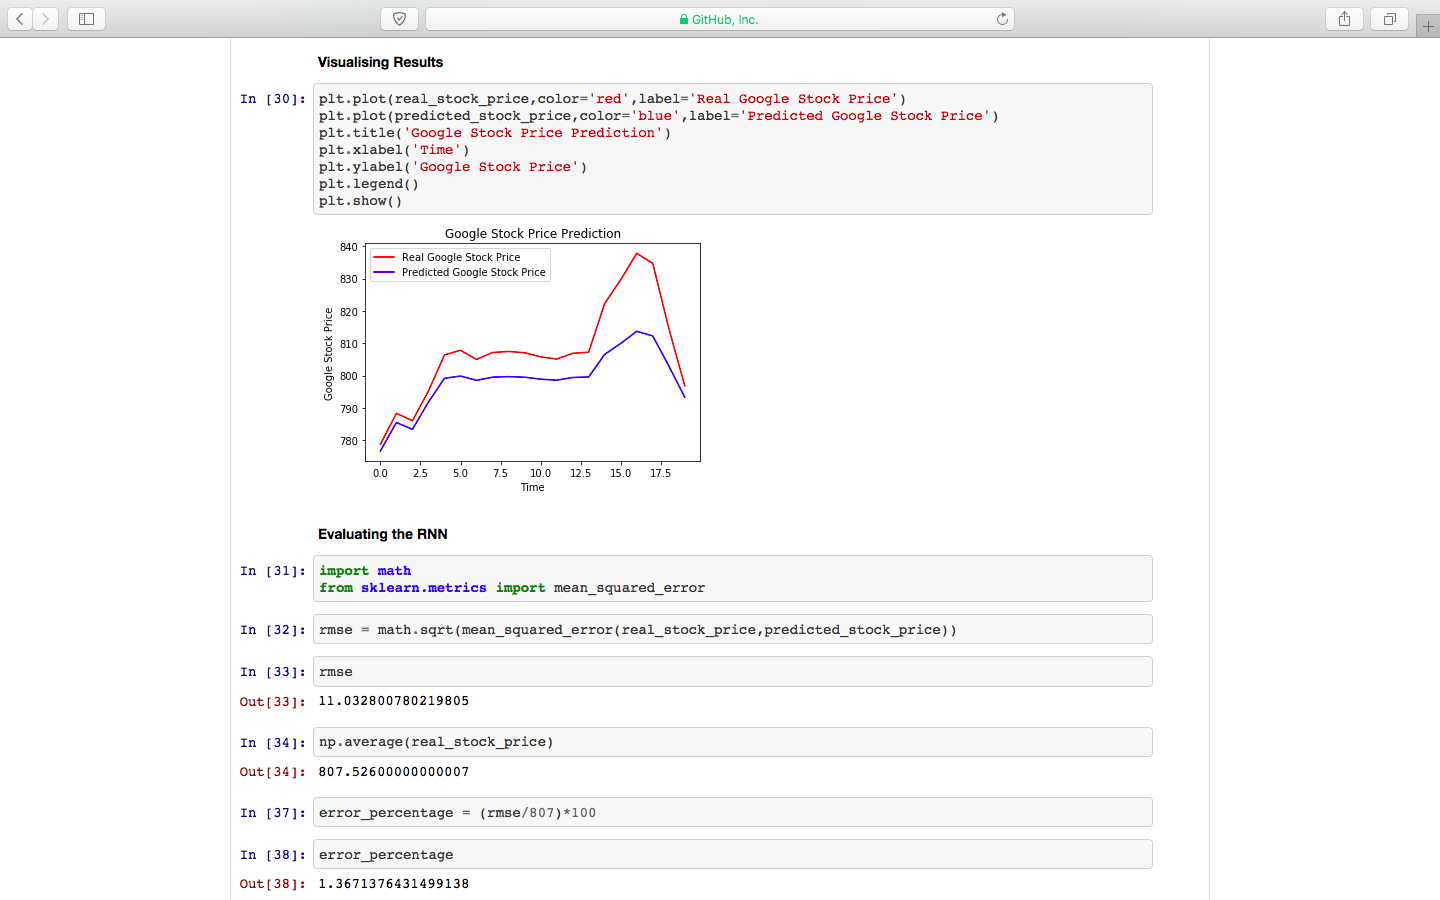 GitHub, Inc.
Visualising Results
In [30]:
plt.plot(real_stock_price,color='red',label='Real Google Stock Price')
plt.plot(predicted_stock_price,color='blue',label='Predicted Google Stock Price')
plt.title('Google Stock Price Prediction')
plt.xlabel('Time')
plt.ylabel('Google Stock Price')
plt.legend()
plt.show()
Google Stock Price Prediction
Real Google Stock Price
Predicted Google Stock Price
Google Stock Price
840
830
820
810
800
790
780
0.0 2.5 5.0 7.5 10.0 12.5 15.0 17.5
Time
Evaluating the RNN
In [31]:
import math
from sklearn.metrics import mean_squared_error
In [32]: rmse = math.sqrt(mean_squared_error(real_stock_price,predicted_stock_price))
In [33]: rmse
Out[33]: 11.032800780219805
In [34]: np.average(real_stock_price)
Out[34]: 807.52600000000007
In [37]: error_percentage = (rmse/807)*100
In [38]: error_percentage
Out[38]: 1.3671376431499138